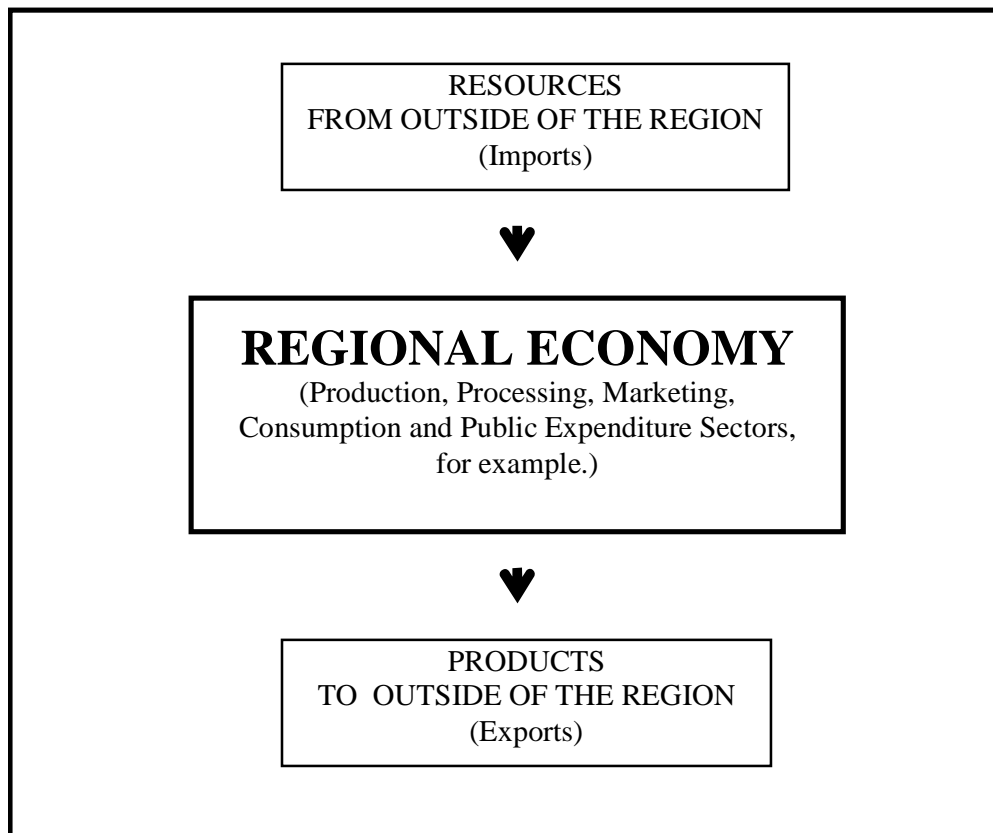 RESOURCES
FROM OUTSIDE OF THE REGION
(Imports)
REGIONAL ECONOMY
(Production, Processing, Marketing,
Consumption and Public Expenditure Sectors,
for example.)
PRODUCTS
TO OUTSIDE OF THE REGION
(Exports)